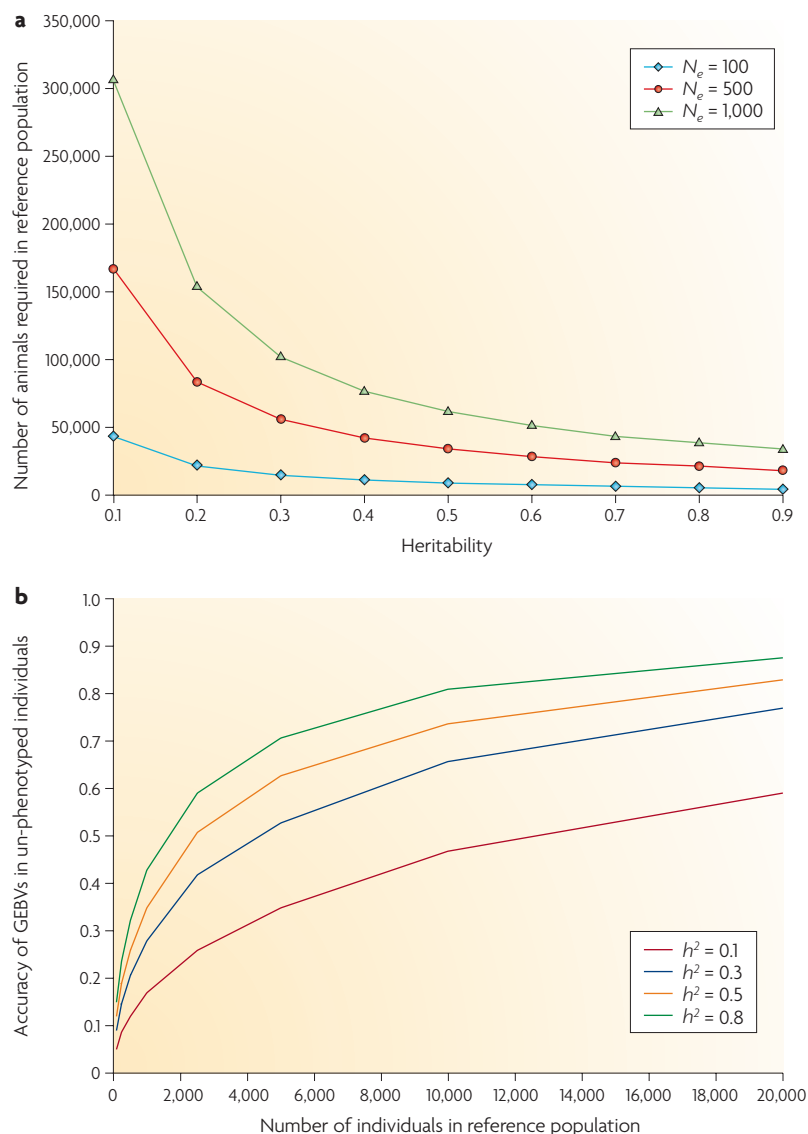 a
350,000
300,000
250,000
200,000
150,000
100,000
50,000
0
Number of animals required in reference population
Nₑ = 100
Nₑ = 500
Nₑ = 1,000
0.1 0.2 0.3 0.4 0.5 0.6 0.7 0.8 0.9
Heritability
b
1.0
0.9
0.8
0.7
0.6
0.5
0.4
0.3
0.2
0.1
0
Accuracy of GEBVs in un-phenotyped individuals
h² = 0.1
h² = 0.3
h² = 0.5
h² = 0.8
0 2,000 4,000 6,000 8,000 10,000 12,000 14,000 16,000 18,000 20,000
Number of individuals in reference population